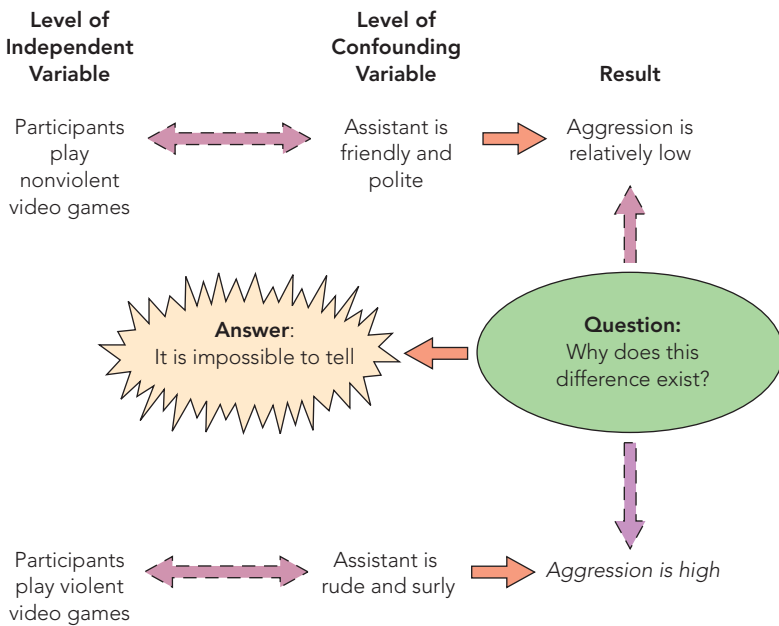 Level of
Independent
Variable
Level of
Confounding
Variable
Result
Participants
play
nonviolent
video games
Assistant is
friendly and
polite
Aggression is
relatively low
Answer:
It is impossible to tell
Question:
Why does this
difference exist?
Participants
play violent
video games
Assistant is
rude and surly
Aggression is high